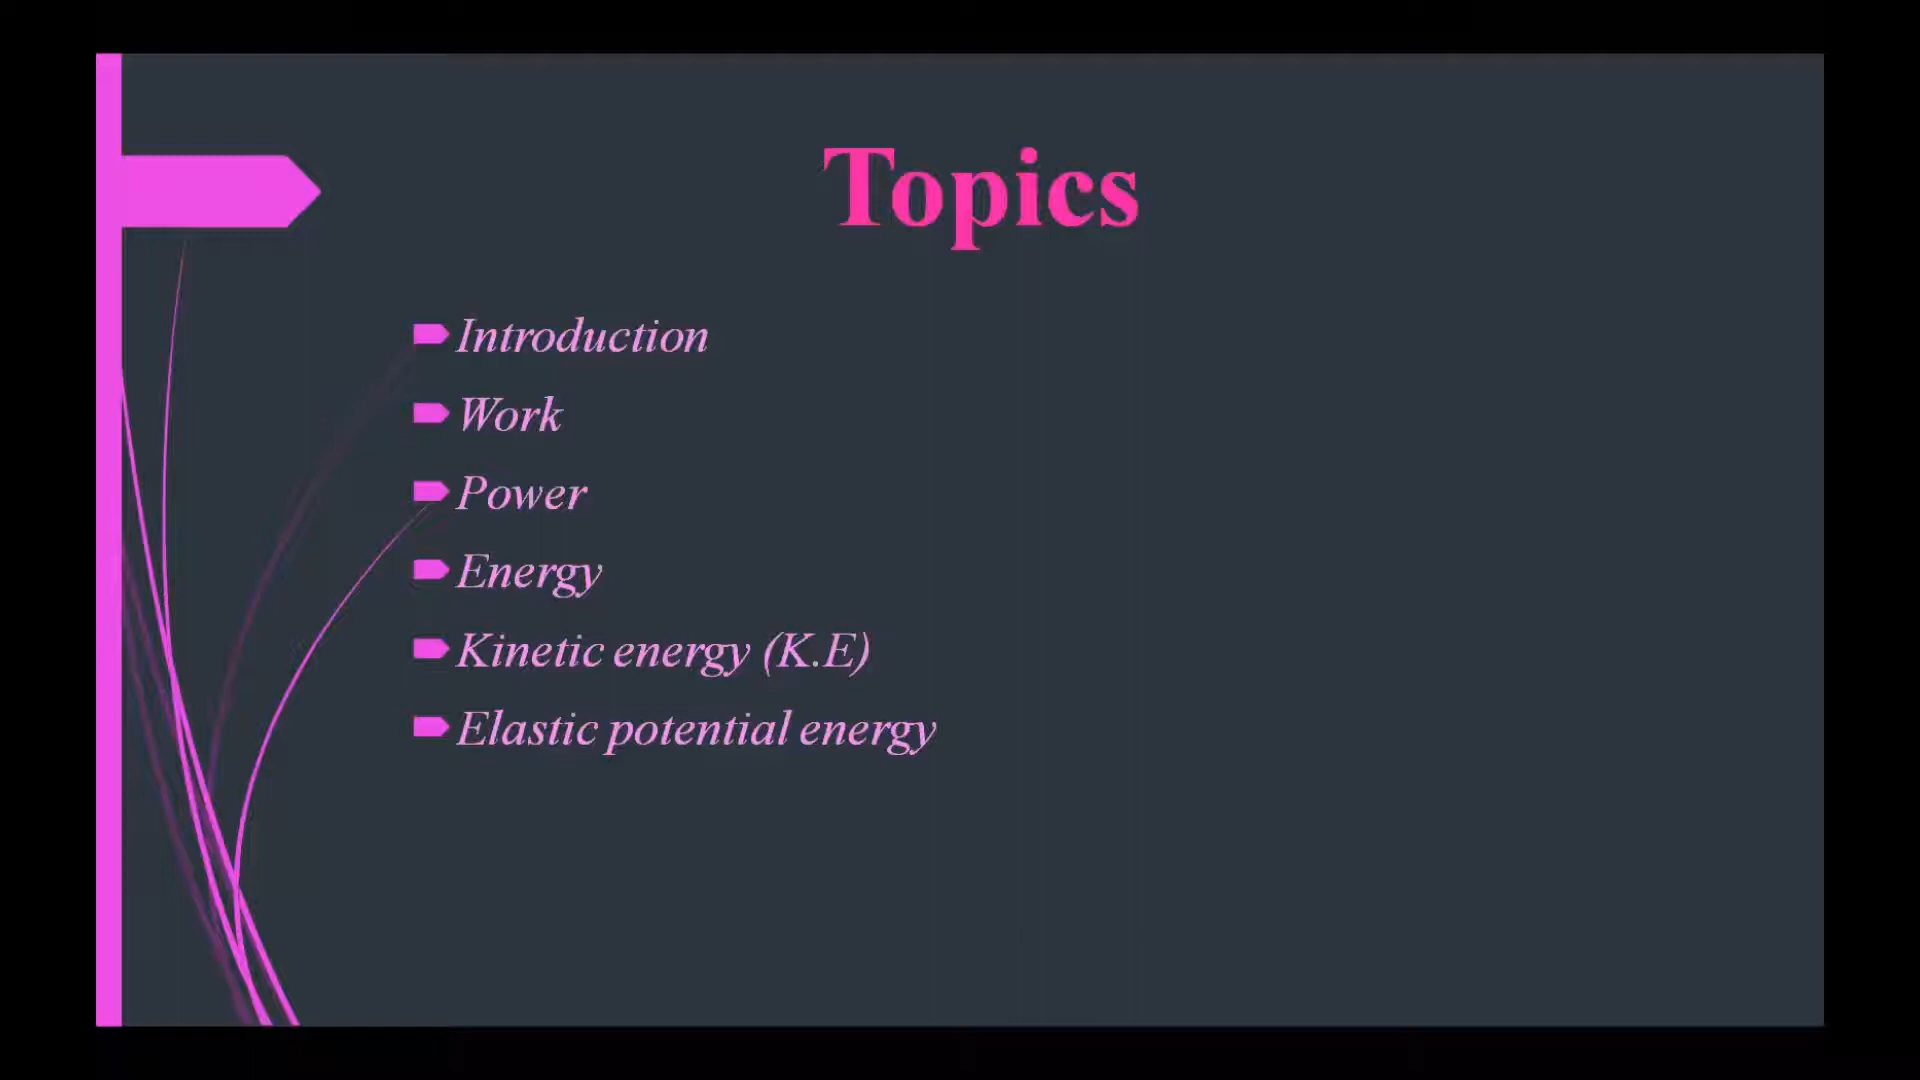 Topics
Introduction
Work
Power
Energy
Kinetic energy (K.E)
Elastic potential energy